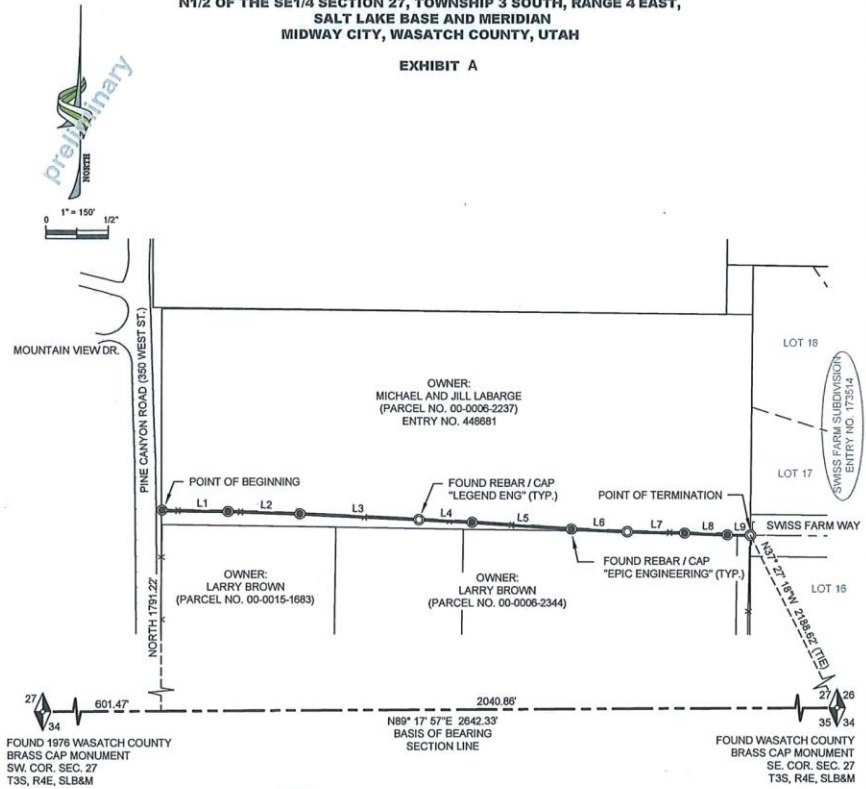 N1/2 OF THE SE1/4 SECTION 27, TOWNSHIP 3 SOUTH, RANGE 4 EAST,
SALT LAKE BASE AND MERIDIAN
MIDWAY CITY, WASATCH COUNTY, UTAH
EXHIBIT A
preliminary
NORTH
1" = 150'
0 1/2"
MOUNTAIN VIEW DR.
PINE CANYON ROAD (350 WEST ST.)
LOT 18
OWNER:
MICHAEL AND JILL LABARGE
(PARCEL NO. 00-0006-2237)
ENTRY NO. 448681
SWISS FARM SUBDIVISION
ENTRY NO. 173514
LOT 17
POINT OF BEGINNING
FOUND REBAR / CAP
"LEGEND ENG" (TYP.)
POINT OF TERMINATION
L1 L2 L3 L4 L5 L6 L7 L8 L9
SWISS FARM WAY
FOUND REBAR / CAP
"EPIC ENGINEERING" (TYP.)
OWNER:
LARRY BROWN
(PARCEL NO. 00-0015-1683)
OWNER:
LARRY BROWN
(PARCEL NO. 00-0006-2344)
LOT 16
NORTH 1791.22'
N37° 27' 18"W 2188.62' (TIE)
27
34
601.47'
2040.86'
27 26
35 34
N89° 17' 57"E 2642.33'
BASIS OF BEARING
SECTION LINE
FOUND 1976 WASATCH COUNTY
BRASS CAP MONUMENT
SW. COR. SEC. 27
T3S, R4E, SLB&M
FOUND WASATCH COUNTY
BRASS CAP MONUMENT
SE. COR. SEC. 27
T3S, R4E, SLB&M